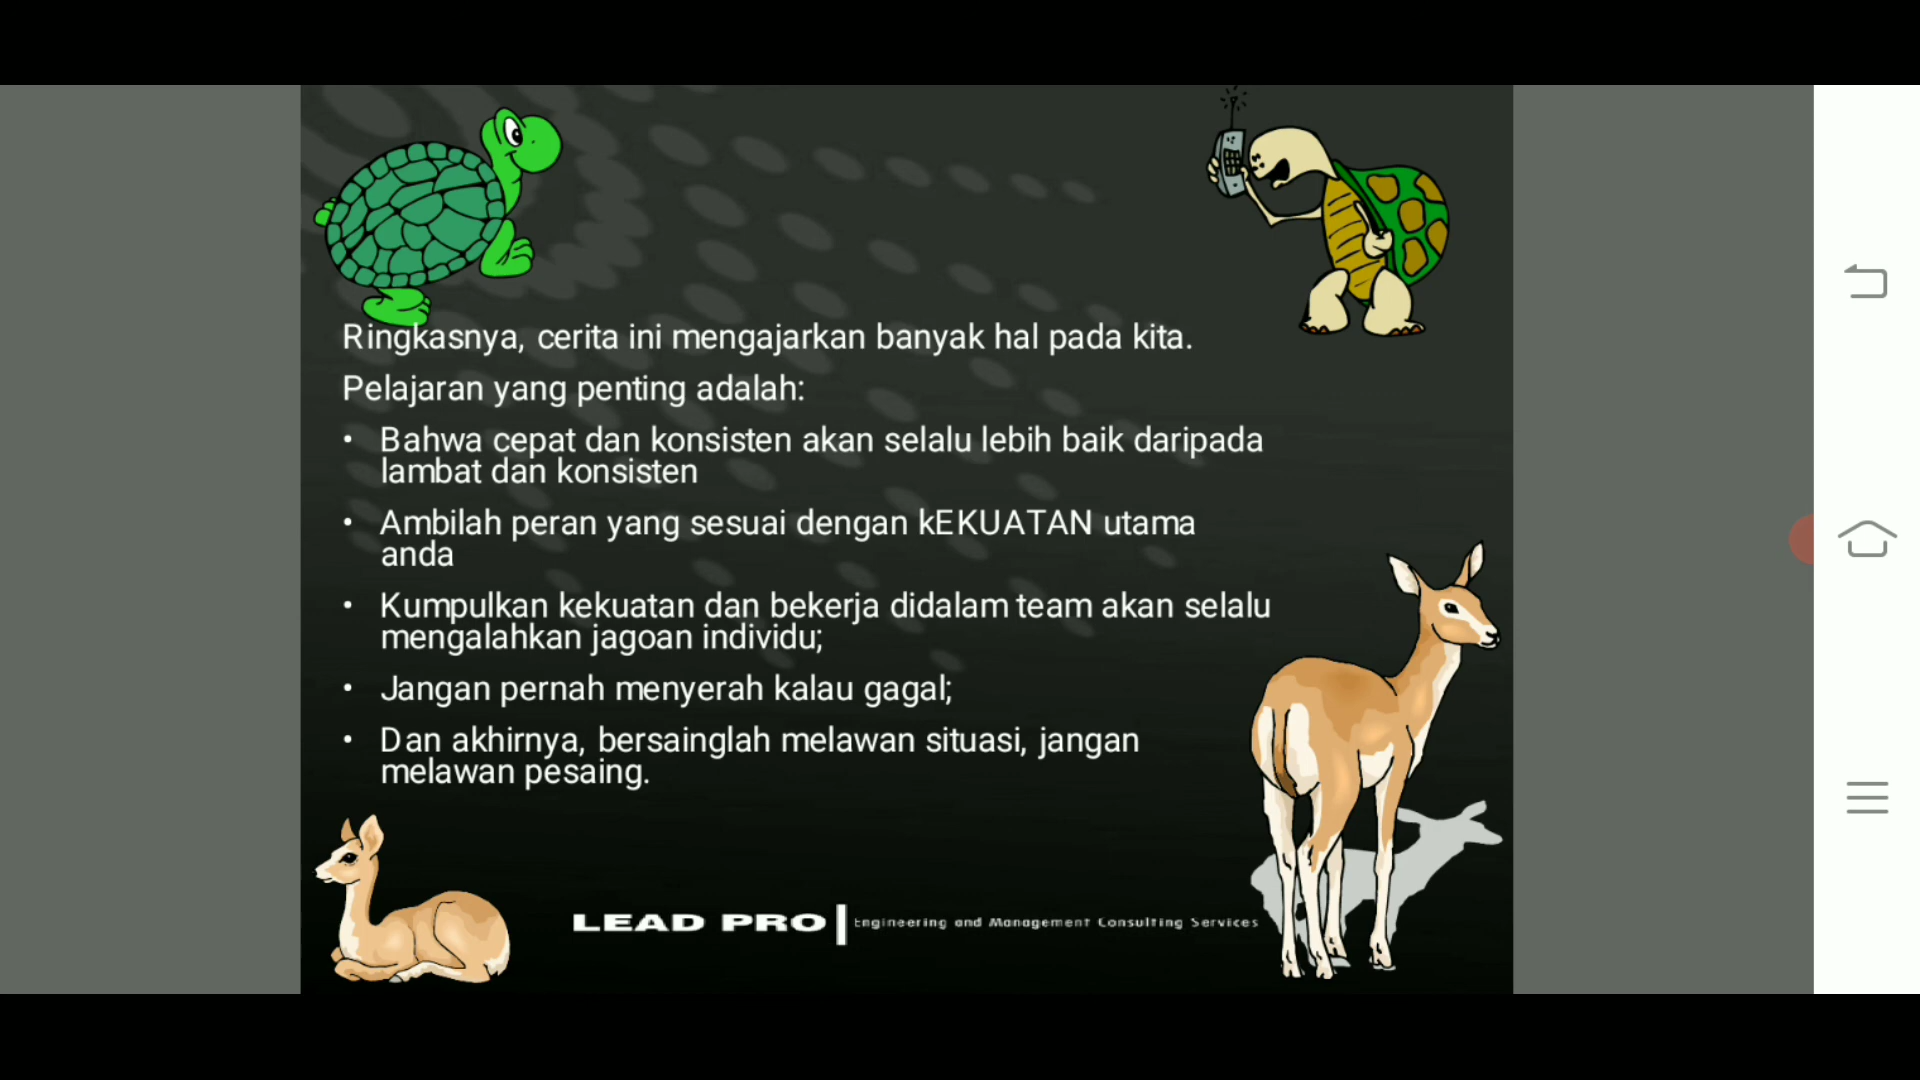 Ringkasnya, cerita ini mengajarkan banyak hal pada kita.
Pelajaran yang penting adalah:
• Bahwa cepat dan konsisten akan selalu lebih baik daripada
lambat dan konsisten
• Ambilah peran yang sesuai dengan kEKUATAN utama
anda
• Kumpulkan kekuatan dan bekerja didalam team akan selalu
mengalahkan jagoan individu;
• Jangan pernah menyerah kalau gagal;
• Dan akhirnya, bersainglah melawan situasi, jangan
melawan pesaing.
LEAD PRO | Engineering and Management Consulting Services